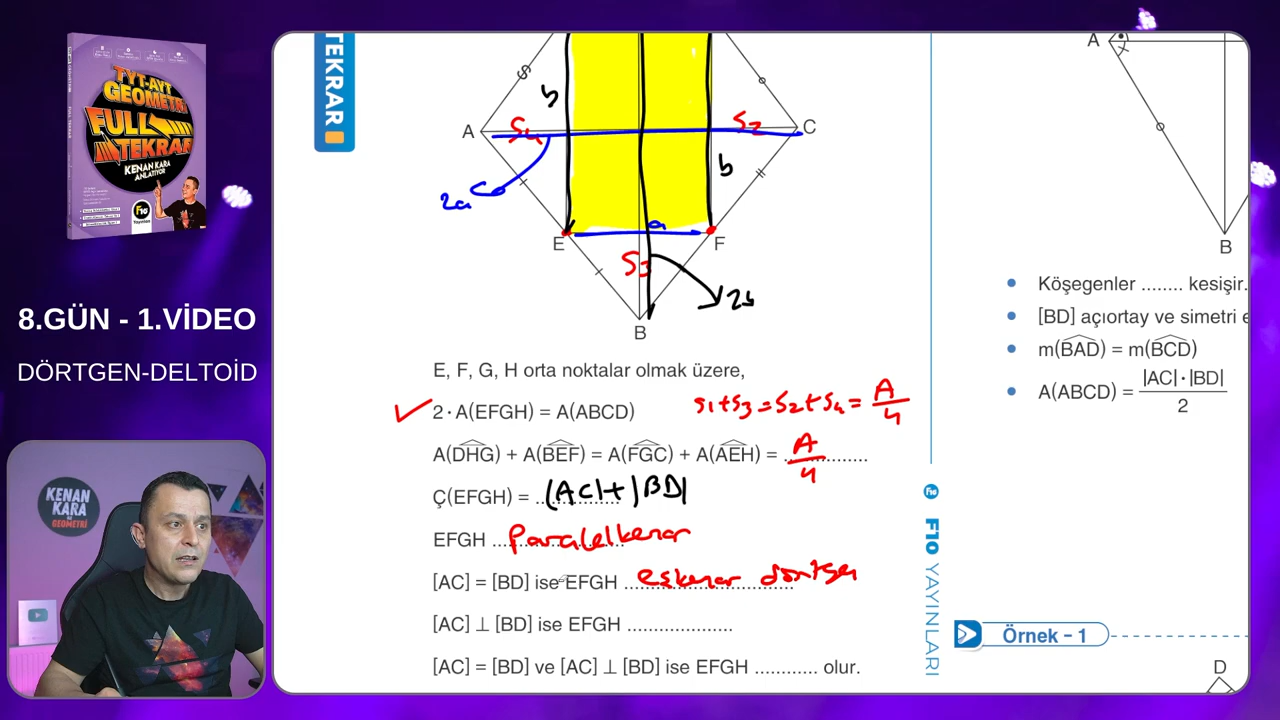 TYT-AYT
GEOMETRİ
FULL
TEKRAR
KENAN KARA
ANLATIYOR
F10
8.GÜN - 1.VİDEO
DÖRTGEN-DELTOİD
KENAN
KARA
GEOMETRİ
TEKRAR
A
S4
b
S2
C
2a
b
E
a
F
S3
2b
B
E, F, G, H orta noktalar olmak üzere,
2 · A(EFGH) = A(ABCD)
S1+S3=S2+S4=A/4
A(DHG) + A(BEF) = A(FGC) + A(AEH) = A/4
Ç(EFGH) = |AC|+|BD|
EFGH paralelkenar
[AC] = [BD] ise EFGH eşkenar dörtgen
[AC] ⊥ [BD] ise EFGH ...................
[AC] = [BD] ve [AC] ⊥ [BD] ise EFGH ............ olur.
F10 YAYINLARI
A
x
B
Köşegenler ........ kesişir.
[BD] açıortay ve simetri e
m(BAD) = m(BCD)
A(ABCD) = |AC|·|BD| / 2
Örnek - 1
D